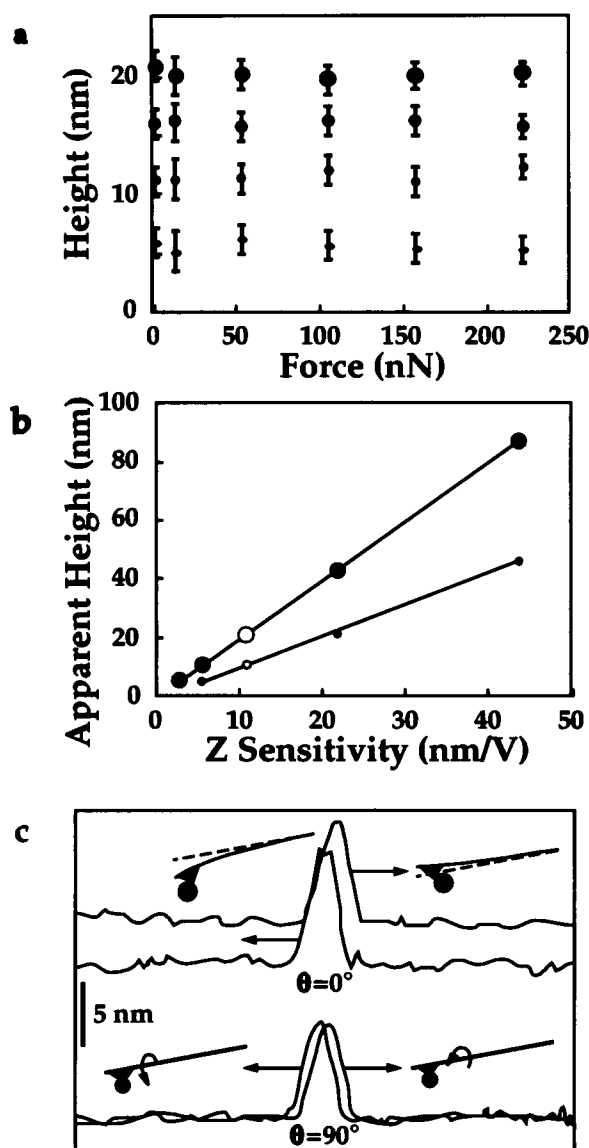 a
Height (nm)
20
10
0
0 50 100 150 200 250
Force (nN)
b
Apparent Height (nm)
100
80
60
40
20
0
0 10 20 30 40 50
Z Sensitivity (nm/V)
c
θ=0°
5 nm
θ=90°